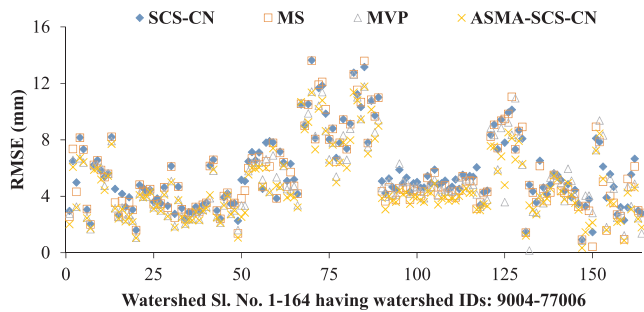 SCS-CN MS MVP ASMA-SCS-CN
16
12
8
4
0
RMSE (mm)
0 25 50 75 100 125 150
Watershed Sl. No. 1-164 having watershed IDs: 9004-77006